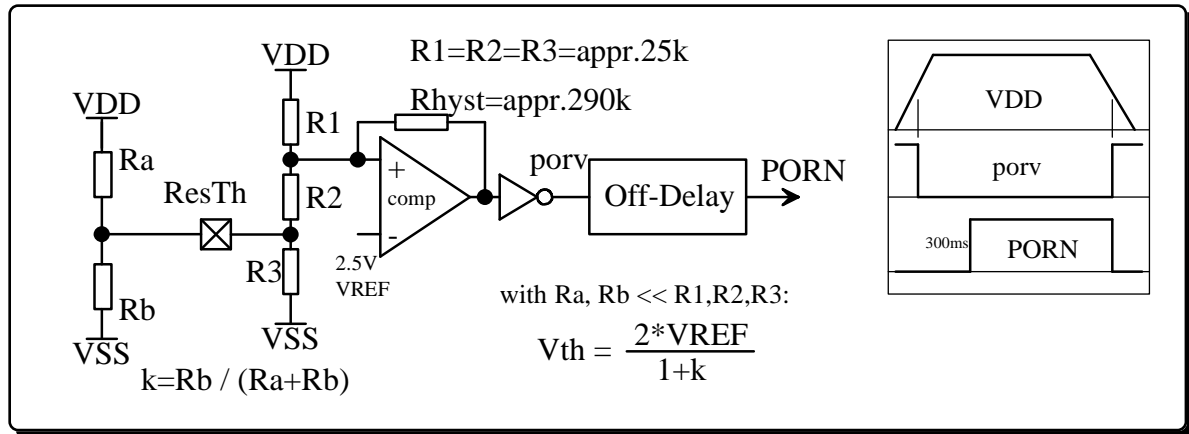 R1=R2=R3=appr.25k
Rhyst=appr.290k
VDD
VDD
R1
Ra
ResTh
R2
+
comp
-
porv
Off-Delay
PORN
2.5V
VREF
R3
Rb
VSS
VSS
k=Rb / (Ra+Rb)
with Ra, Rb << R1,R2,R3:
Vth = 2*VREF
1+k
VDD
porv
300ms
PORN